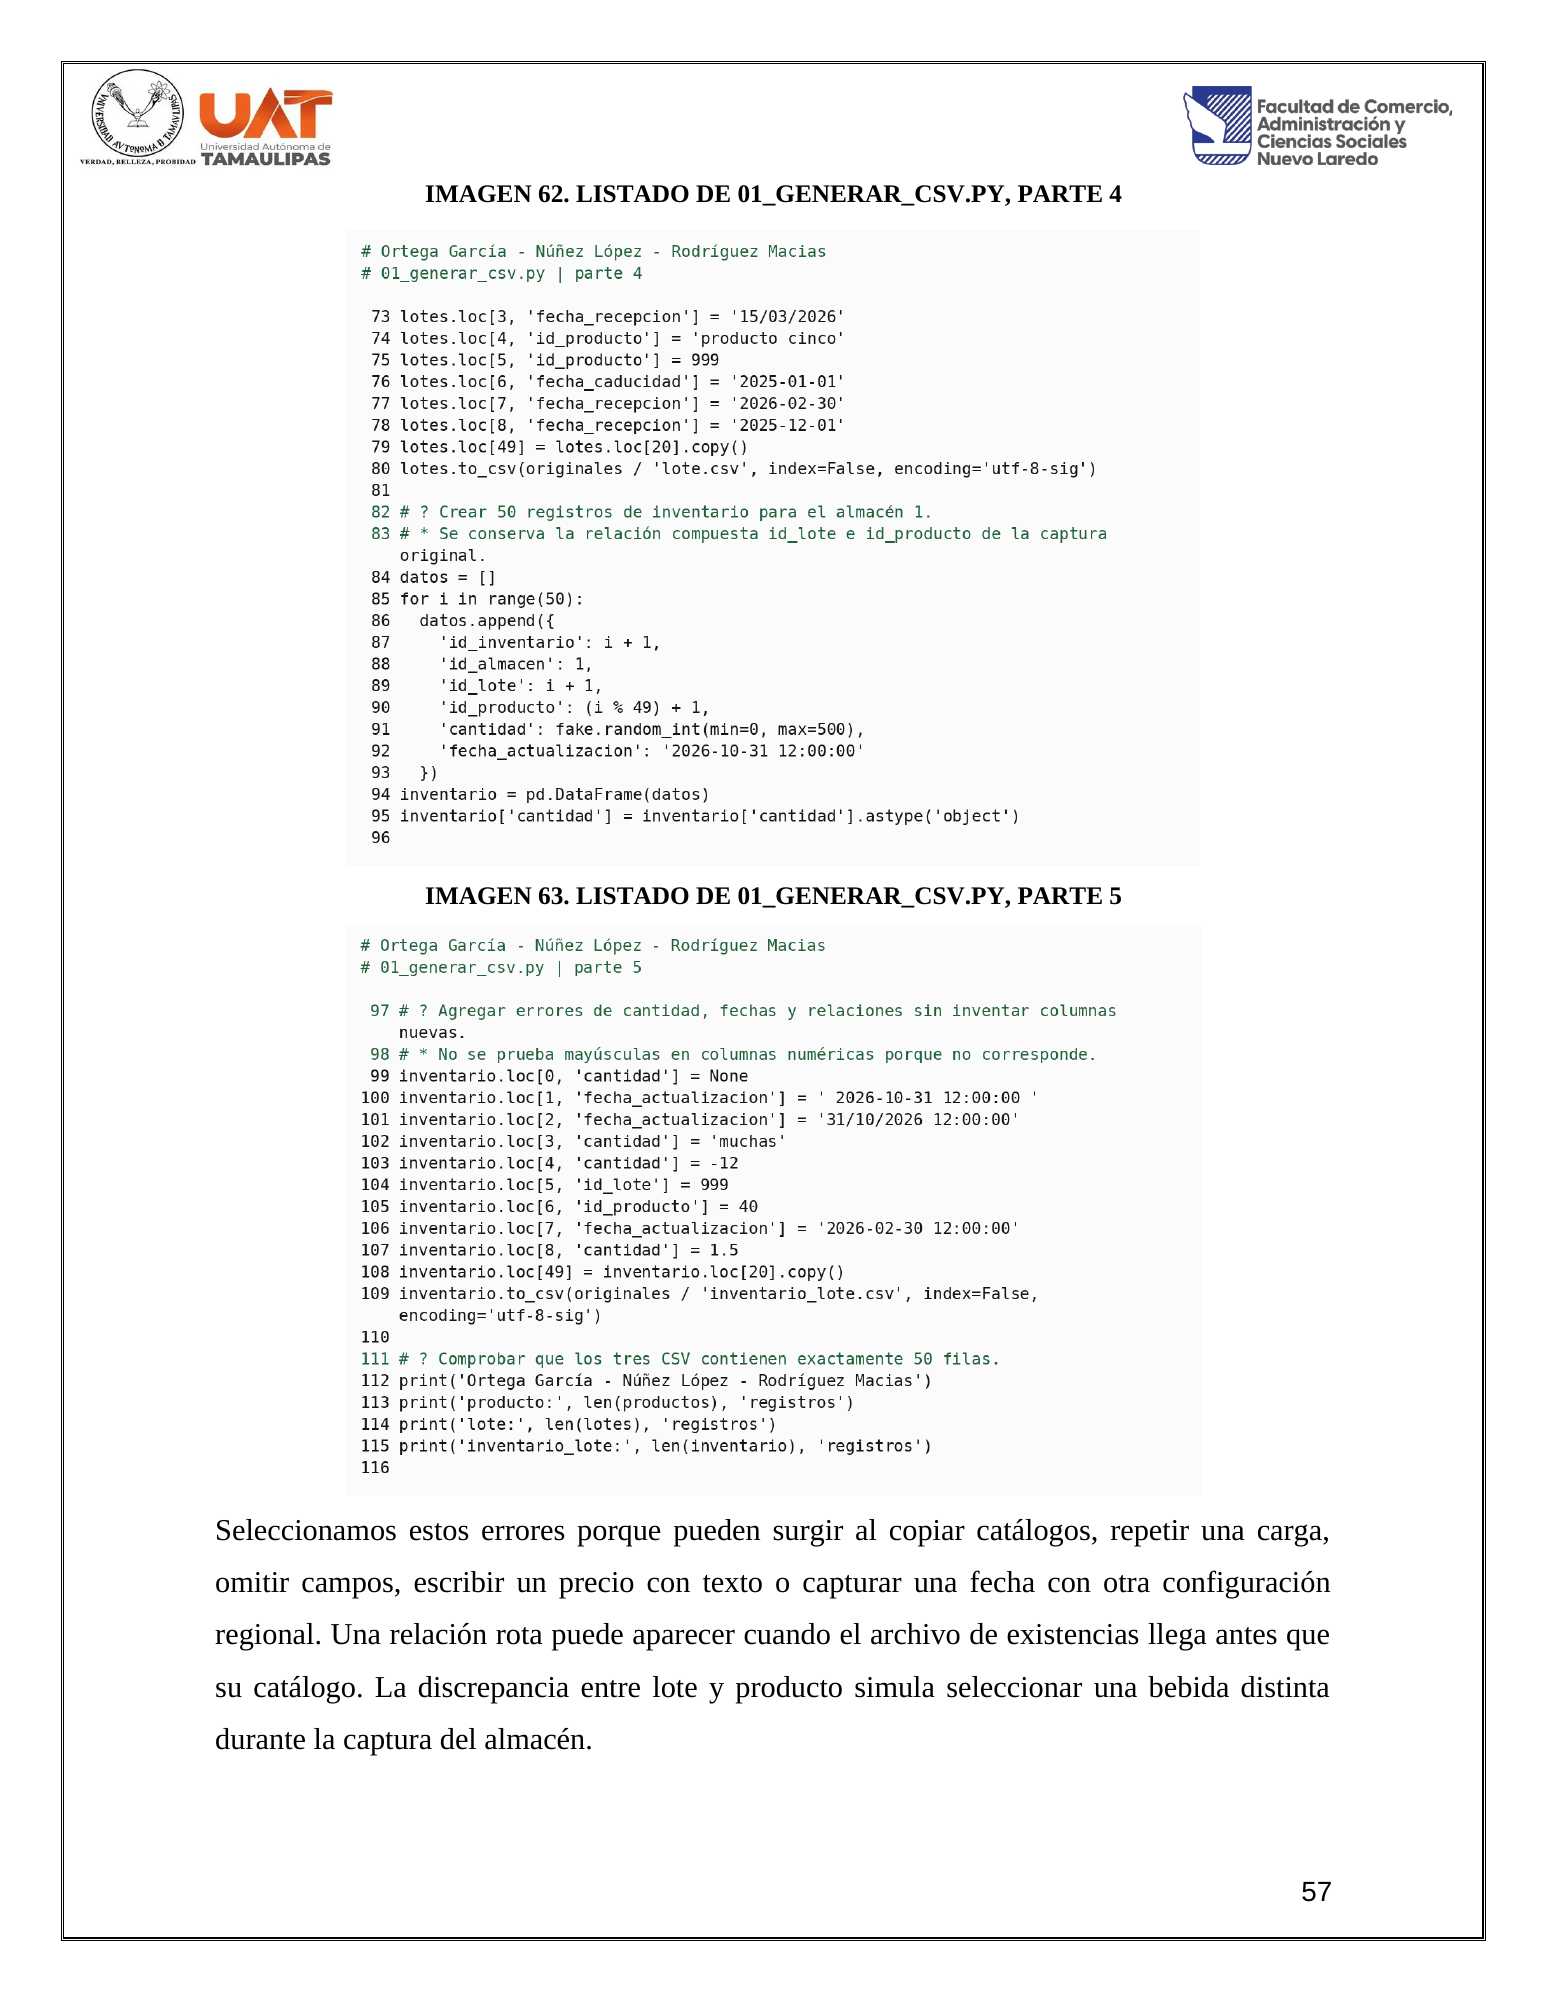 UNIVERSIDAD AVTONOMA D TAMAVLIPAS
VERDAD, BELLEZA, PROBIDAD
UAT
Universidad Autónoma de
TAMAULIPAS
Facultad de Comercio,
Administración y
Ciencias Sociales
Nuevo Laredo
IMAGEN 62. LISTADO DE 01_GENERAR_CSV.PY, PARTE 4
# Ortega García - Núñez López - Rodríguez Macias
# 01_generar_csv.py | parte 4
73 lotes.loc[3, 'fecha_recepcion'] = '15/03/2026'
74 lotes.loc[4, 'id_producto'] = 'producto cinco'
75 lotes.loc[5, 'id_producto'] = 999
76 lotes.loc[6, 'fecha_caducidad'] = '2025-01-01'
77 lotes.loc[7, 'fecha_recepcion'] = '2026-02-30'
78 lotes.loc[8, 'fecha_recepcion'] = '2025-12-01'
79 lotes.loc[49] = lotes.loc[20].copy()
80 lotes.to_csv(originales / 'lote.csv', index=False, encoding='utf-8-sig')
81
82 # ? Crear 50 registros de inventario para el almacén 1.
83 # * Se conserva la relación compuesta id_lote e id_producto de la captura
original.
84 datos = []
85 for i in range(50):
86   datos.append({
87     'id_inventario': i + 1,
88     'id_almacen': 1,
89     'id_lote': i + 1,
90     'id_producto': (i % 49) + 1,
91     'cantidad': fake.random_int(min=0, max=500),
92     'fecha_actualizacion': '2026-10-31 12:00:00'
93   })
94 inventario = pd.DataFrame(datos)
95 inventario['cantidad'] = inventario['cantidad'].astype('object')
96
IMAGEN 63. LISTADO DE 01_GENERAR_CSV.PY, PARTE 5
# Ortega García - Núñez López - Rodríguez Macias
# 01_generar_csv.py | parte 5
97 # ? Agregar errores de cantidad, fechas y relaciones sin inventar columnas
nuevas.
98 # * No se prueba mayúsculas en columnas numéricas porque no corresponde.
99 inventario.loc[0, 'cantidad'] = None
100 inventario.loc[1, 'fecha_actualizacion'] = ' 2026-10-31 12:00:00 '
101 inventario.loc[2, 'fecha_actualizacion'] = '31/10/2026 12:00:00'
102 inventario.loc[3, 'cantidad'] = 'muchas'
103 inventario.loc[4, 'cantidad'] = -12
104 inventario.loc[5, 'id_lote'] = 999
105 inventario.loc[6, 'id_producto'] = 40
106 inventario.loc[7, 'fecha_actualizacion'] = '2026-02-30 12:00:00'
107 inventario.loc[8, 'cantidad'] = 1.5
108 inventario.loc[49] = inventario.loc[20].copy()
109 inventario.to_csv(originales / 'inventario_lote.csv', index=False,
encoding='utf-8-sig')
110
111 # ? Comprobar que los tres CSV contienen exactamente 50 filas.
112 print('Ortega García - Núñez López - Rodríguez Macias')
113 print('producto:', len(productos), 'registros')
114 print('lote:', len(lotes), 'registros')
115 print('inventario_lote:', len(inventario), 'registros')
116
Seleccionamos estos errores porque pueden surgir al copiar catálogos, repetir una carga,
omitir campos, escribir un precio con texto o capturar una fecha con otra configuración
regional. Una relación rota puede aparecer cuando el archivo de existencias llega antes que
su catálogo. La discrepancia entre lote y producto simula seleccionar una bebida distinta
durante la captura del almacén.
57